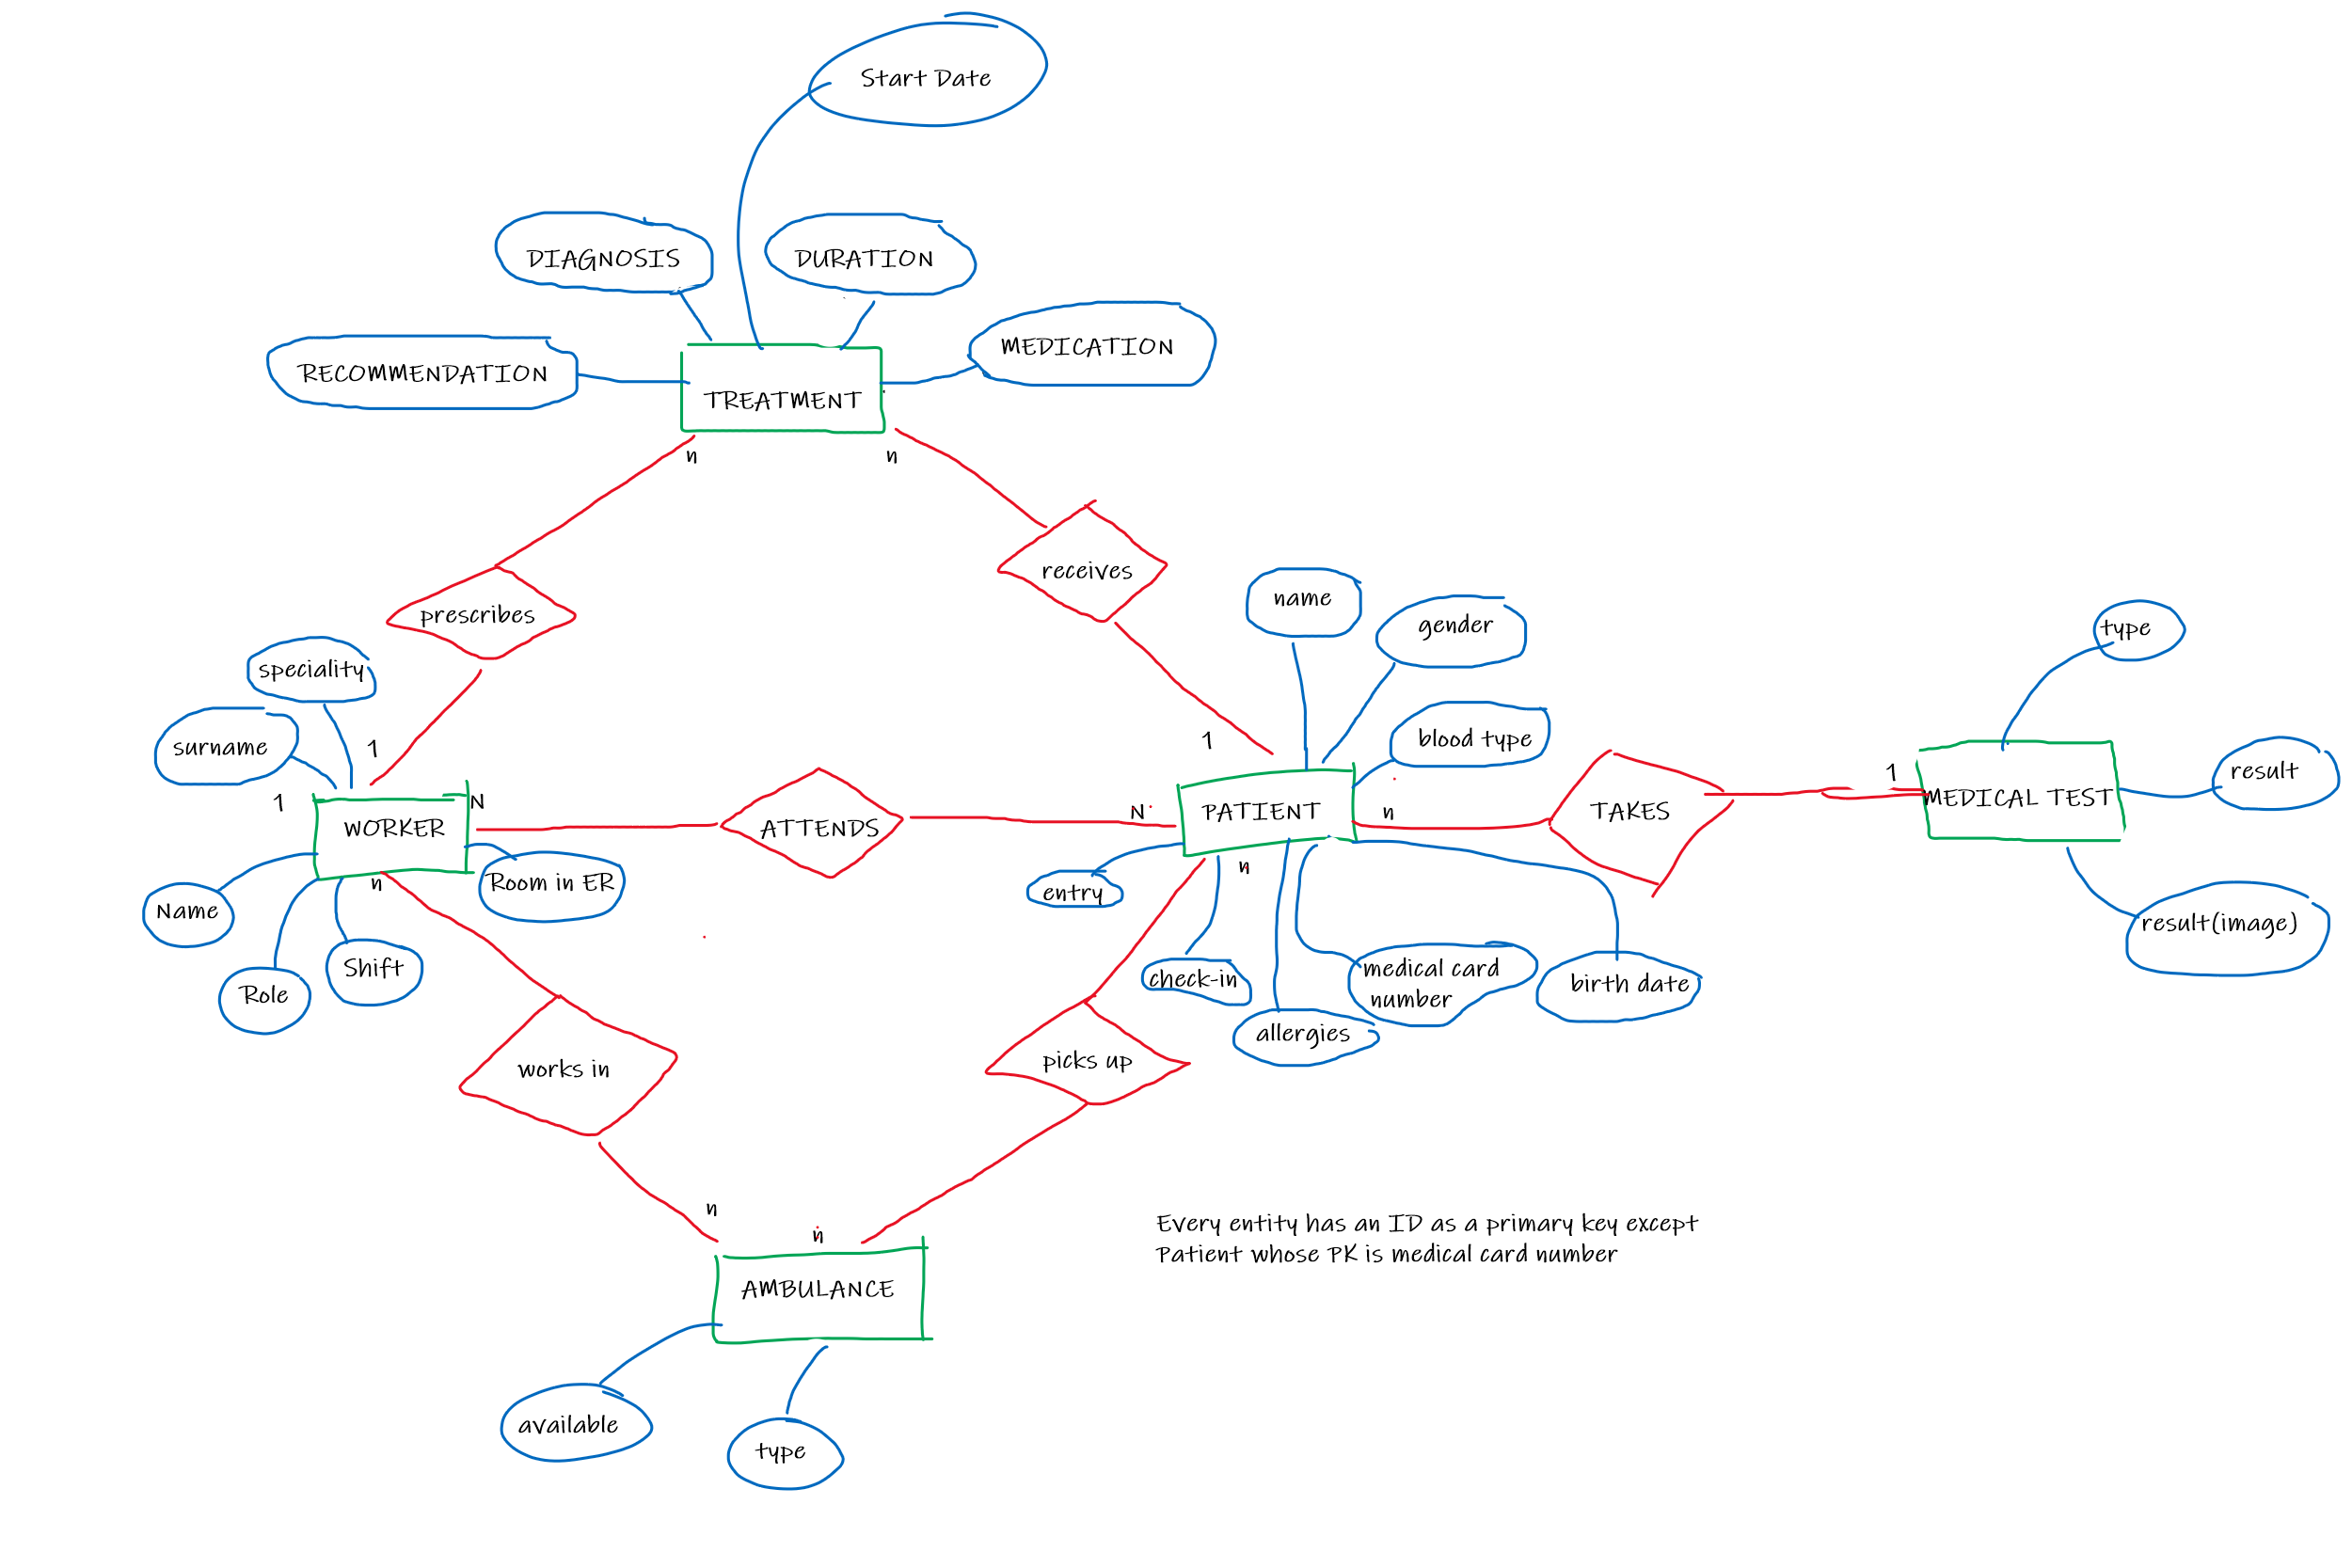 Start Date
DIAGNOSIS
DURATION
MEDICATION
RECOMMENDATION
TREATMENT
n
n
receives
prescribes
name
gender
type
speciality
surname
1
1
blood type
result
1
1
N
WORKER
ATTENDS
N
PATIENT
n
TAKES
MEDICAL TEST
n
Room in ER
n
entry
Name
result(image)
Shift
Role
check-in
medical card
number
birth date
allergies
works in
picks up
n
n
Every entity has an ID as a primary key except
Patient whose PK is medical card number
AMBULANCE
available
type